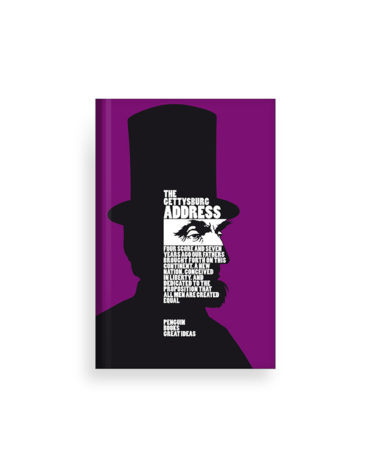 THE
GETTYSBURG
ADDRESS
FOUR SCORE AND SEVEN
YEARS AGO OUR FATHERS
BROUGHT FORTH ON THIS
CONTINENT, A NEW
NATION, CONCEIVED
IN LIBERTY, AND
DEDICATED TO THE
PROPOSITION THAT
ALL MEN ARE CREATED
EQUAL
PENGUIN
BOOKS
GREAT IDEAS